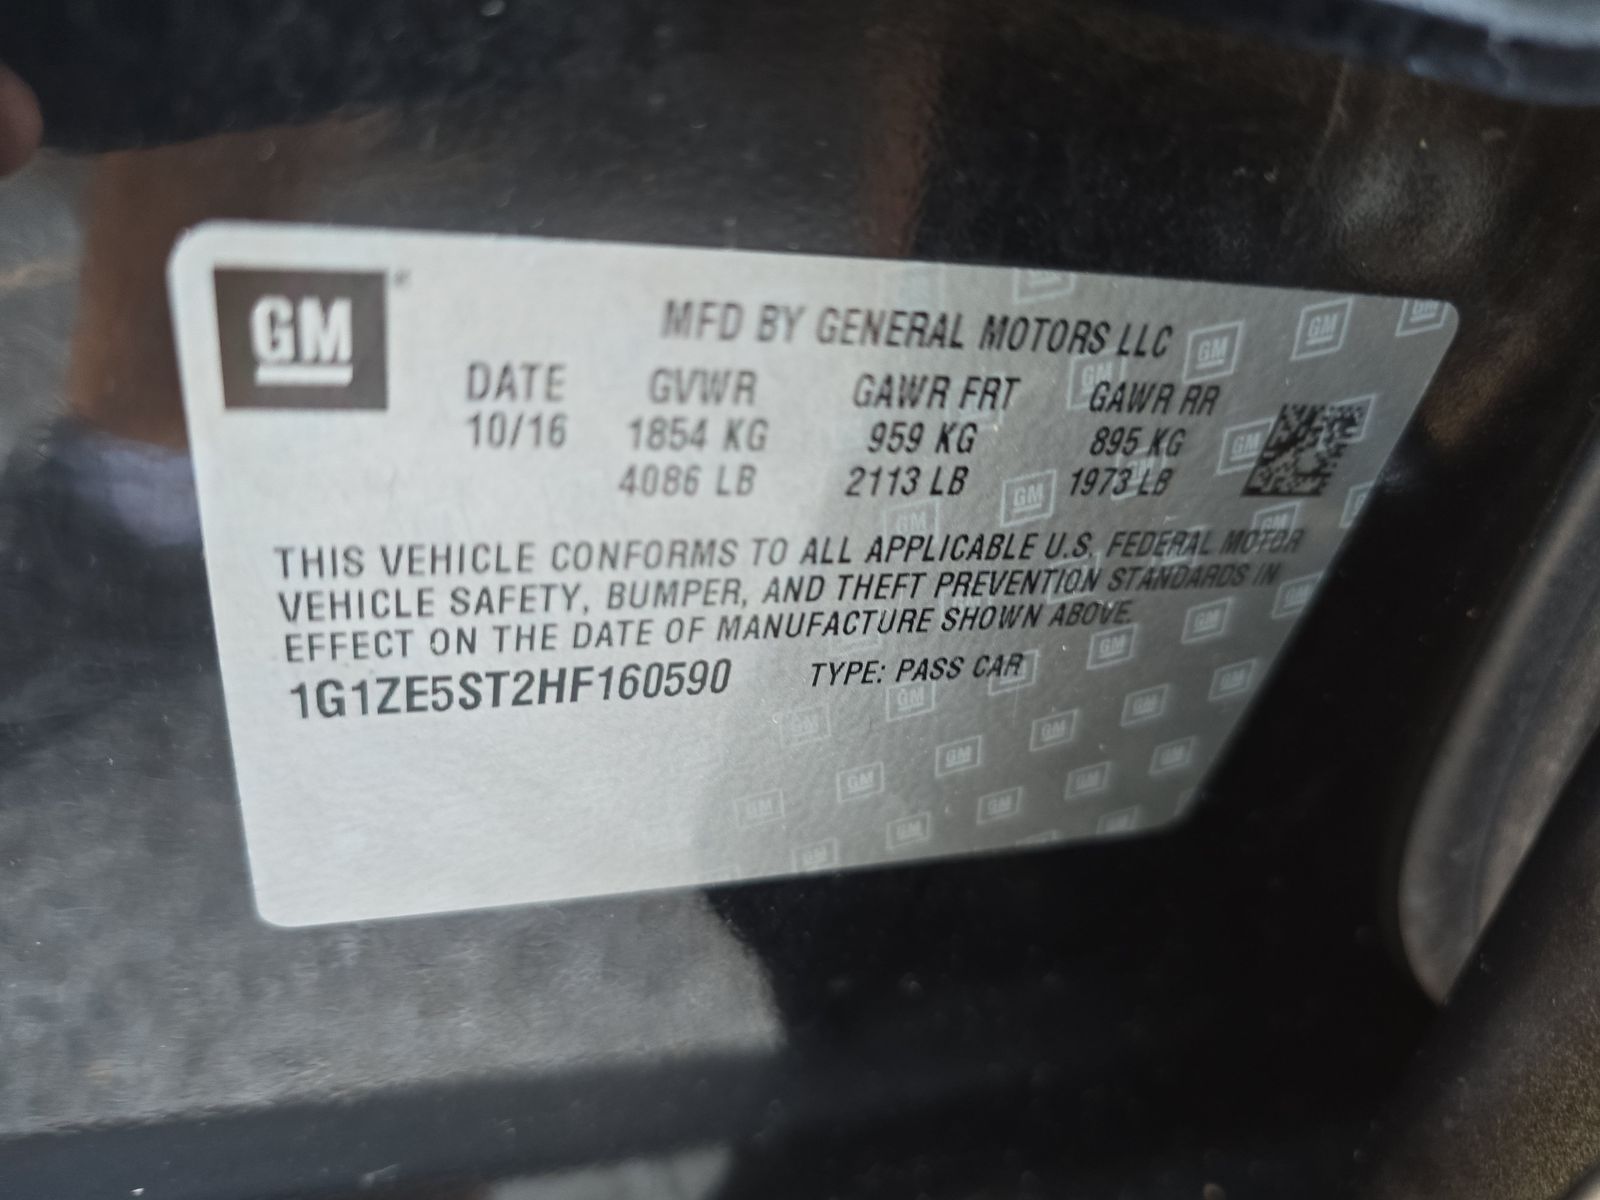 GM®
MFD BY GENERAL MOTORS LLC
DATE GVWR GAWR FRT GAWR RR
10/16 1854 KG 959 KG 895 KG
4086 LB 2113 LB 1973 LB
THIS VEHICLE CONFORMS TO ALL APPLICABLE U.S. FEDERAL MOTOR
VEHICLE SAFETY, BUMPER, AND THEFT PREVENTION STANDARDS IN
EFFECT ON THE DATE OF MANUFACTURE SHOWN ABOVE.
1G1ZE5ST2HF160590 TYPE: PASS CAR